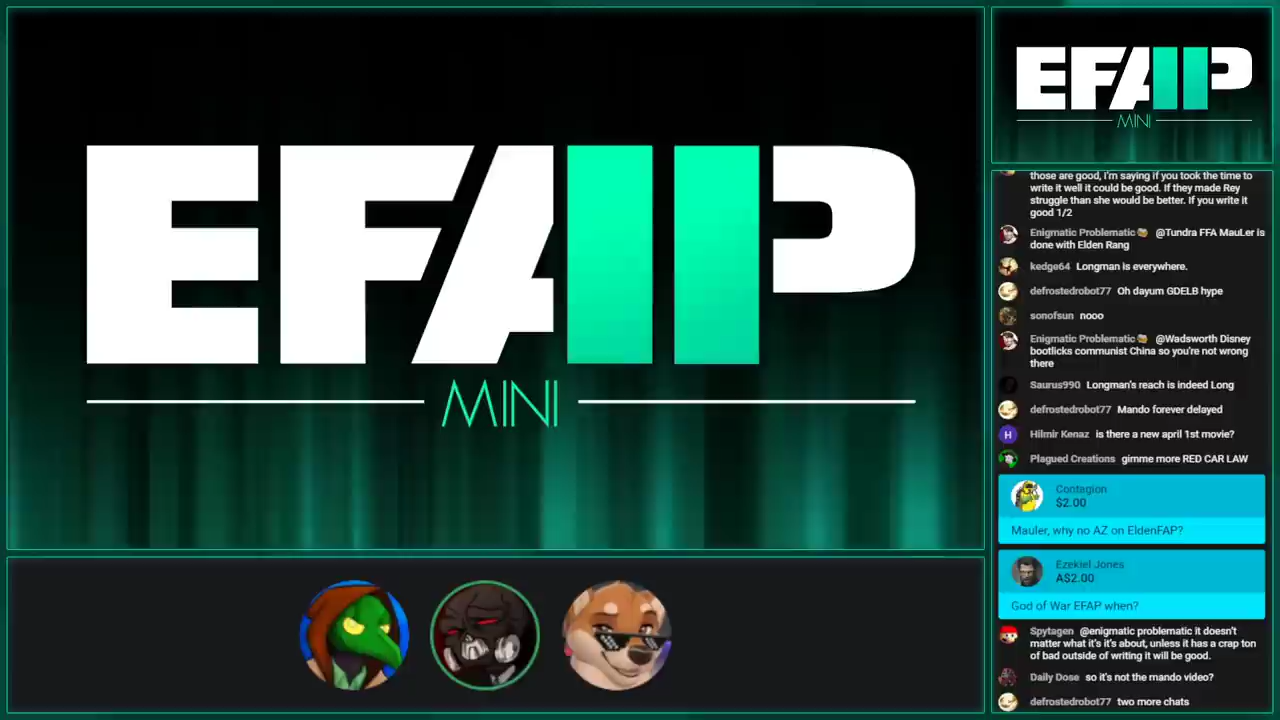 EFAP
MINI
EFAP
MINI
those are good, i'm saying if you took the time to
write it well it could be good. If they made Rey
struggle than she would be better. If you write it
good 1/2
Enigmatic Problematic @Tundra FFA MauLer is
done with Elden Rang
kedge64 Longman is everywhere.
defrostedrobot77 Oh dayum GDELB hype
sonofsun nooo
Enigmatic Problematic @Wadsworth Disney
bootlicks communist China so you're not wrong
there
Saurus990 Longman's reach is indeed Long
defrostedrobot77 Mando forever delayed
H Hilmir Kenaz is there a new april 1st movie?
Plagued Creations gimme more RED CAR LAW
Contagion
$2.00
Mauler, why no AZ on EldenFAP?
Ezekiel Jones
A$2.00
God of War EFAP when?
Spytagen @enigmatic problematic it doesn't
matter what it's it's about, unless it has a crap ton
of bad outside of writing it will be good.
Daily Dose so it's not the mando video?
defrostedrobot77 two more chats